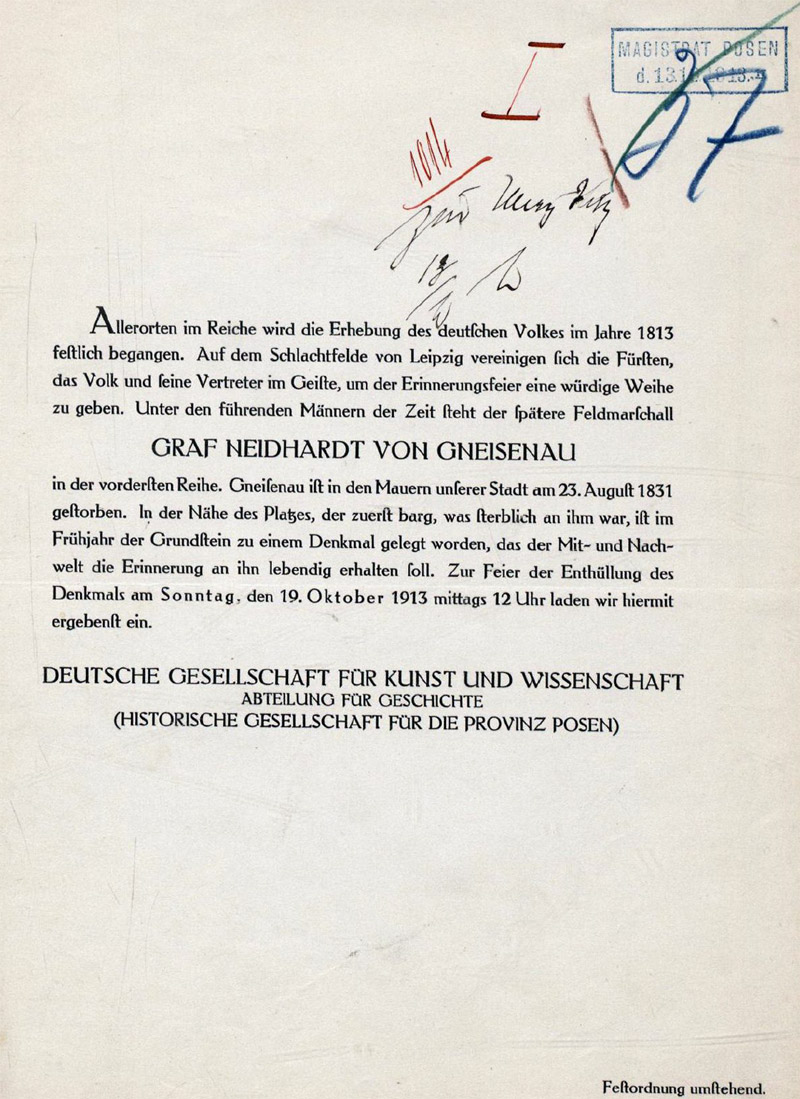 I
MAGISTRAT POSEN
37
1014
Allerorten im Reiche wird die Erhebung des deutſchen Volkes im Jahre 1813
feſtlich begangen. Auf dem Schlachtfelde von Leipzig vereinigen ſich die Fürſten,
das Volk und ſeine Vertreter im Geiſte, um der Erinnerungsfeier eine würdige Weihe
zu geben. Unter den führenden Männern der Zeit ſteht der ſpätere Feldmarſchall
GRAF NEIDHARDT VON GNEISENAU
in der vorderſten Reihe. Gneiſenau iſt in den Mauern unſerer Stadt am 23. Auguſt 1831
geſtorben. In der Nähe des Platzes, der zuerſt barg, was ſterblich an ihm war, iſt im
Frühjahr der Grundſtein zu einem Denkmal gelegt worden, das der Mit- und Nach-
welt die Erinnerung an ihn lebendig erhalten ſoll. Zur Feier der Enthüllung des
Denkmals am Sonntag, den 19. Oktober 1913 mittags 12 Uhr laden wir hiermit
ergebenſt ein.
DEUTSCHE GESELLSCHAFT FÜR KUNST UND WISSENSCHAFT
ABTEILUNG FÜR GESCHICHTE
(HISTORISCHE GESELLSCHAFT FÜR DIE PROVINZ POSEN)
Feſtordnung umſtehend.